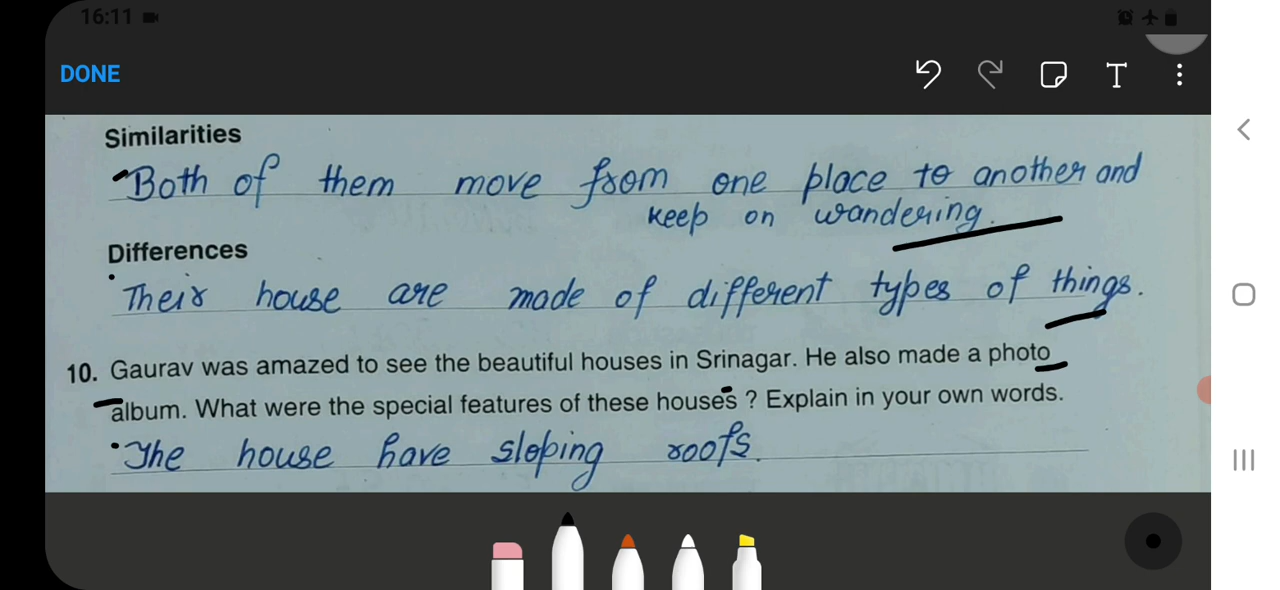 16:11
DONE
T
Similarities
Both of them move from one place to another and
keep on wandering.
Differences
Their house are made of different types of things.
10. Gaurav was amazed to see the beautiful houses in Srinagar. He also made a photo
album. What were the special features of these houses ? Explain in your own words.
The house have sloping roofs.